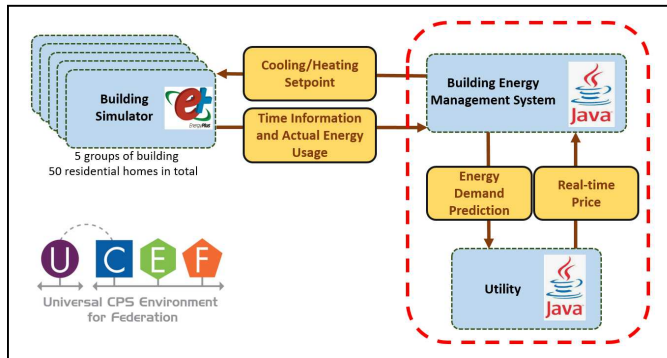 Cooling/Heating
Setpoint
Building
Simulator
e+
EnergyPlus
Time Information
and Actual Energy
Usage
5 groups of building
50 residential homes in total
Building Energy
Management System
Java
Energy
Demand
Prediction
Real-time
Price
Utility
Java
U C E F
Universal CPS Environment
for Federation